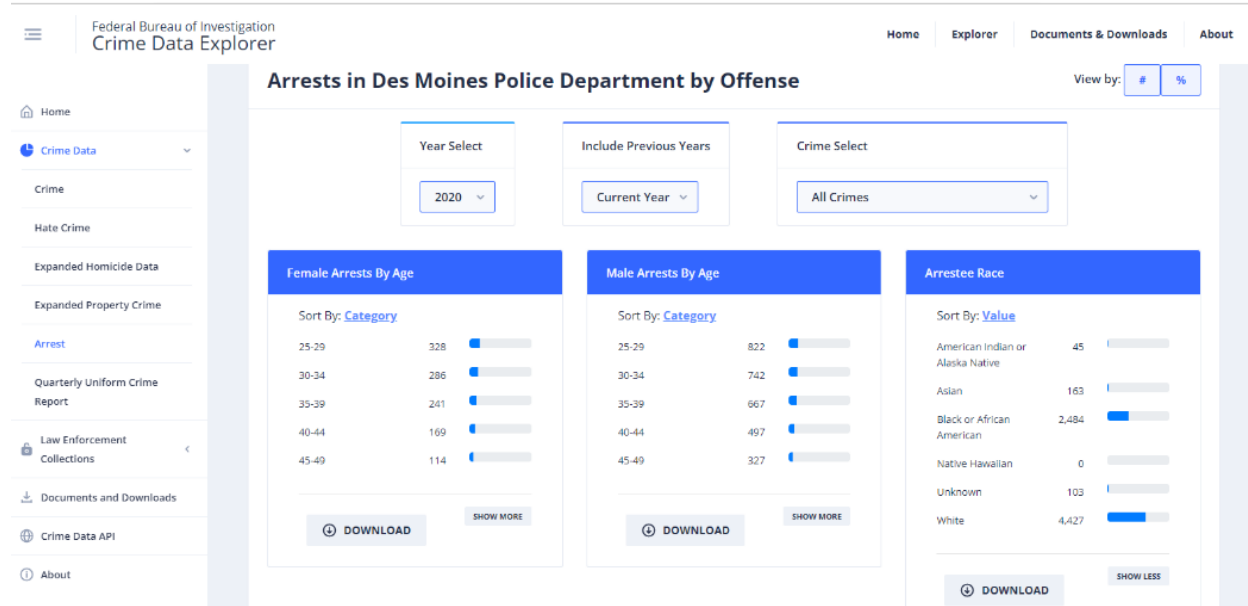 Federal Bureau of Investigation
Crime Data Explorer
Home
Explorer
Documents & Downloads
About
Home
Crime Data
Crime
Hate Crime
Expanded Homicide Data
Expanded Property Crime
Arrest
Quarterly Uniform Crime
Report
Law Enforcement
Collections
Documents and Downloads
Crime Data API
About
Arrests in Des Moines Police Department by Offense
View by: # %
Year Select
2020
Include Previous Years
Current Year
Crime Select
All Crimes
Female Arrests By Age
Sort By: Category
25-29 328
30-34 286
35-39 241
40-44 169
45-49 114
SHOW MORE
DOWNLOAD
Male Arrests By Age
Sort By: Category
25-29 822
30-34 742
35-39 667
40-44 497
45-49 327
SHOW MORE
DOWNLOAD
Arrestee Race
Sort By: Value
American Indian or 45
Alaska Native
Asian 163
Black or African 2,484
American
Native Hawaiian 0
Unknown 103
White 4,427
SHOW LESS
DOWNLOAD